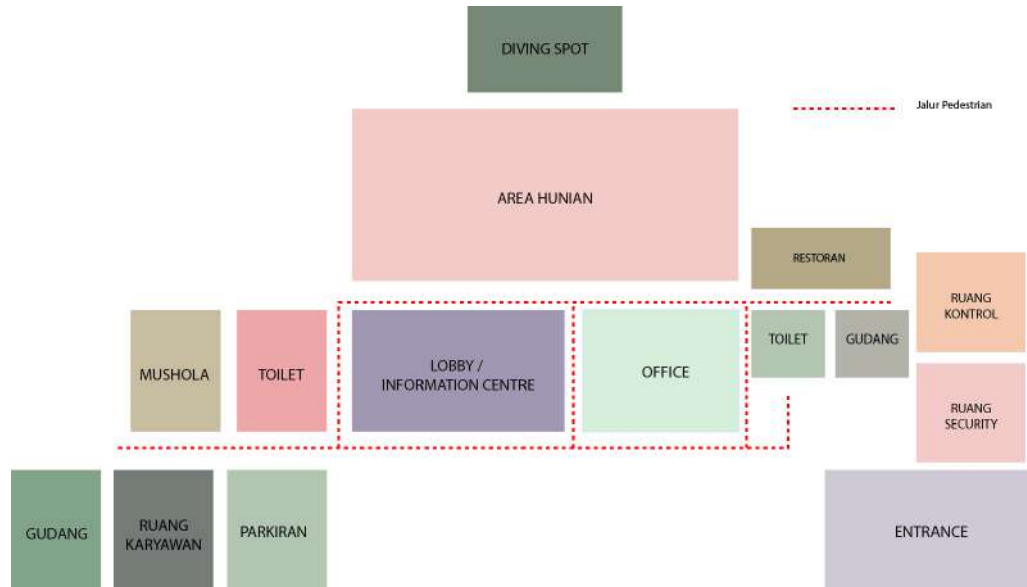 DIVING SPOT
Jalur Pedestrian
AREA HUNIAN
RESTORAN
RUANG
KONTROL
MUSHOLA
TOILET
LOBBY /
INFORMATION CENTRE
OFFICE
TOILET
GUDANG
RUANG
SECURITY
GUDANG
RUANG
KARYAWAN
PARKIRAN
ENTRANCE